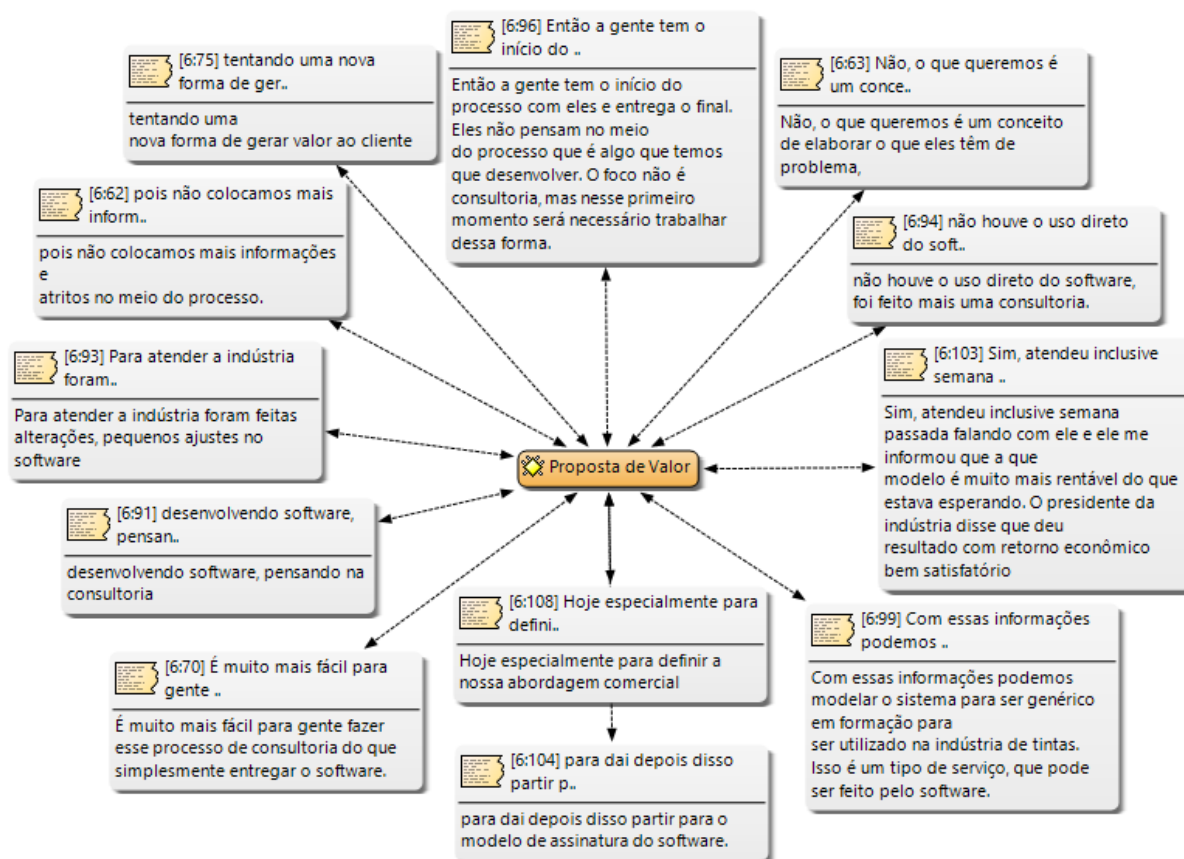 [6:96] Então a gente tem o
início do ..
Então a gente tem o início do
processo com eles e entrega o final.
Eles não pensam no meio
do processo que é algo que temos
que desenvolver. O foco não é
consultoria, mas nesse primeiro
momento será necessário trabalhar
dessa forma.
[6:75] tentando uma nova
forma de ger..
tentando uma
nova forma de gerar valor ao cliente
[6:63] Não, o que queremos é
um conce..
Não, o que queremos é um conceito
de elaborar o que eles têm de
problema,
[6:62] pois não colocamos mais
inform..
pois não colocamos mais informações
e
atritos no meio do processo.
[6:94] não houve o uso direto
do soft..
não houve o uso direto do software,
foi feito mais uma consultoria.
[6:93] Para atender a indústria
foram..
Para atender a indústria foram feitas
alterações, pequenos ajustes no
software
[6:103] Sim, atendeu inclusive
semana ..
Sim, atendeu inclusive semana
passada falando com ele e ele me
informou que a que
modelo é muito mais rentável do que
estava esperando. O presidente da
indústria disse que deu
resultado com retorno econômico
bem satisfatório
Proposta de Valor
[6:91] desenvolvendo software,
pensan..
desenvolvendo software, pensando na
consultoria
[6:108] Hoje especialmente para
defini..
Hoje especialmente para definir a
nossa abordagem comercial
[6:99] Com essas informações
podemos ..
Com essas informações podemos
modelar o sistema para ser genérico
em formação para
ser utilizado na indústria de tintas.
Isso é um tipo de serviço, que pode
ser feito pelo software.
[6:70] É muito mais fácil para
gente ..
É muito mais fácil para gente fazer
esse processo de consultoria do que
simplesmente entregar o software.
[6:104] para dai depois disso
partir p..
para dai depois disso partir para o
modelo de assinatura do software.